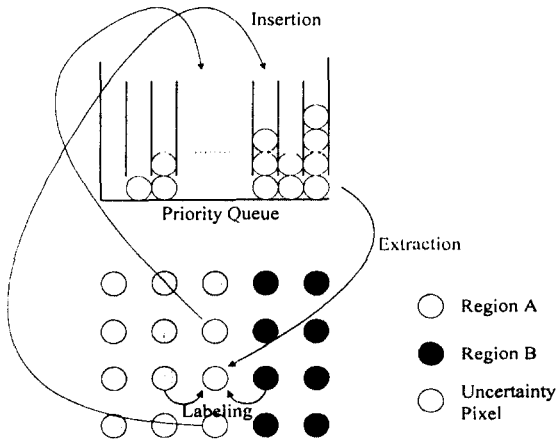 Insertion
Priority Queue
Extraction
Region A
Region B
Labeling
Uncertainty
Pixel